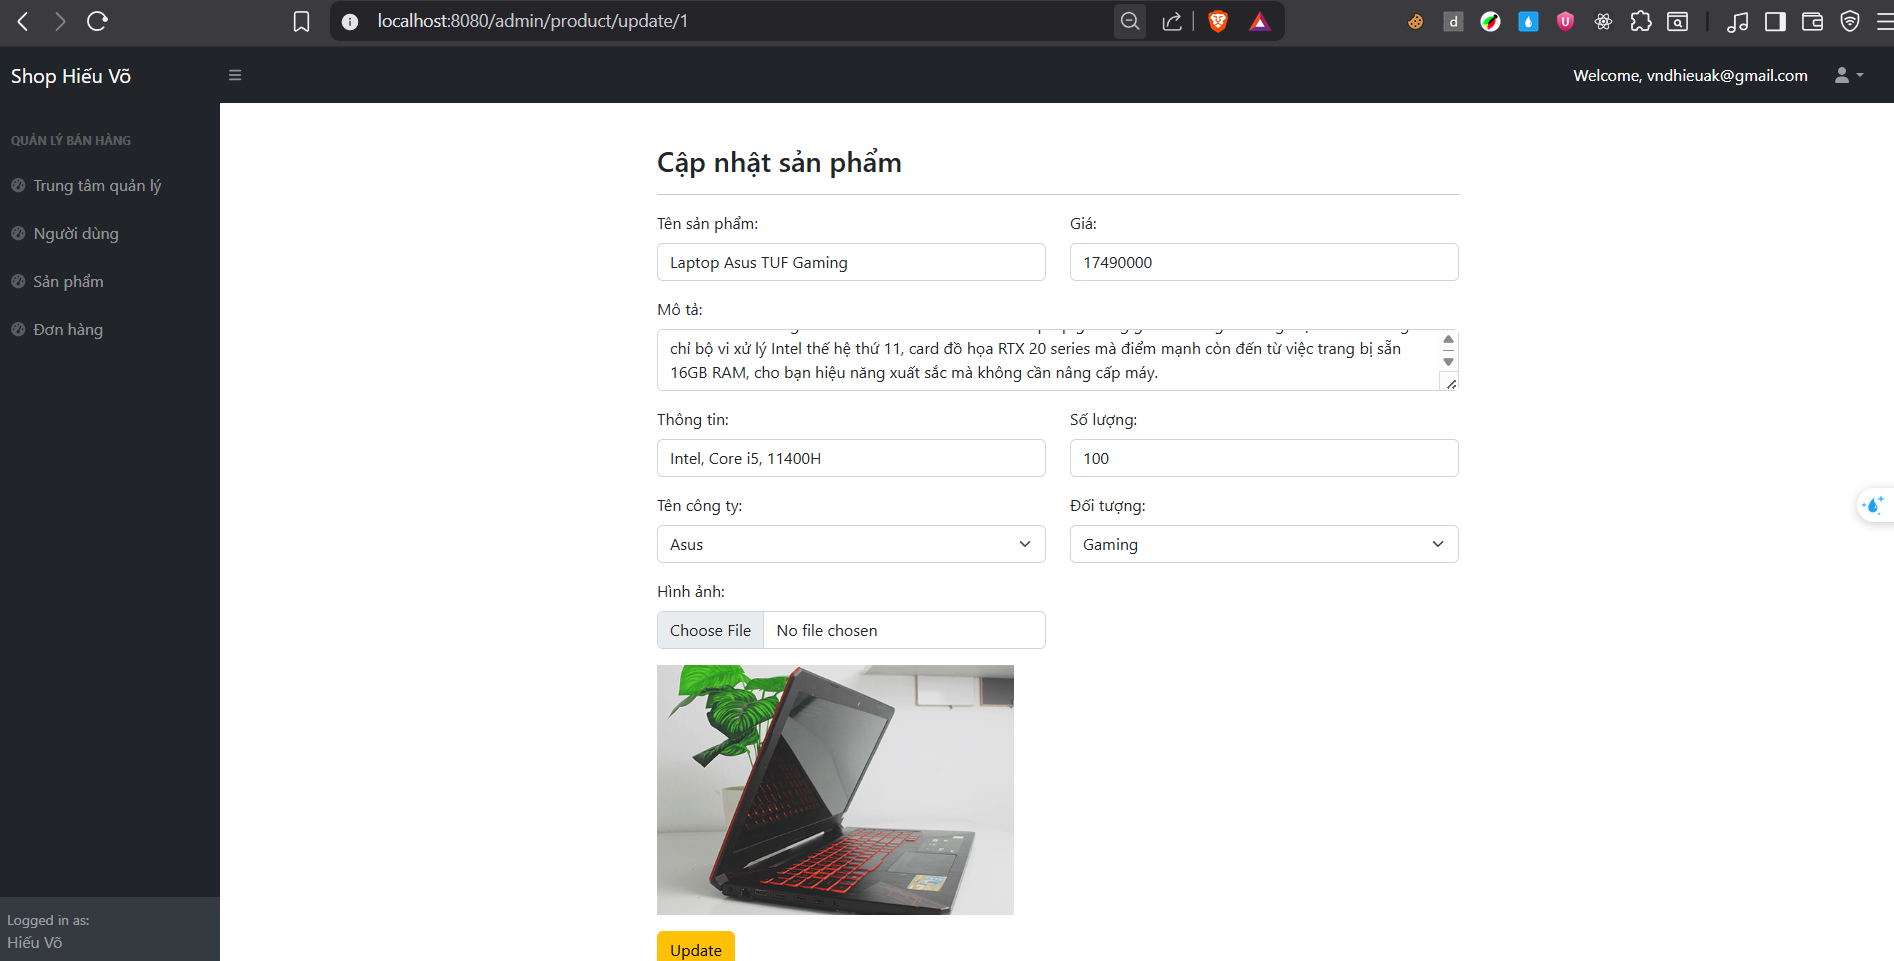 localhost:8080/admin/product/update/1
Shop Hiếu Võ
Welcome, vndhieuak@gmail.com
QUẢN LÝ BÁN HÀNG
Trung tâm quản lý
Người dùng
Sản phẩm
Đơn hàng
Cập nhật sản phẩm
Tên sản phẩm:
Giá:
Laptop Asus TUF Gaming
17490000
Mô tả:
chỉ bộ vi xử lý Intel thế hệ thứ 11, card đồ họa RTX 20 series mà điểm mạnh còn đến từ việc trang bị sẵn
16GB RAM, cho bạn hiệu năng xuất sắc mà không cần nâng cấp máy.
Thông tin:
Số lượng:
Intel, Core i5, 11400H
100
Tên công ty:
Đối tượng:
Asus
Gaming
Hình ảnh:
Choose File
No file chosen
Update
Logged in as:
Hiếu Võ